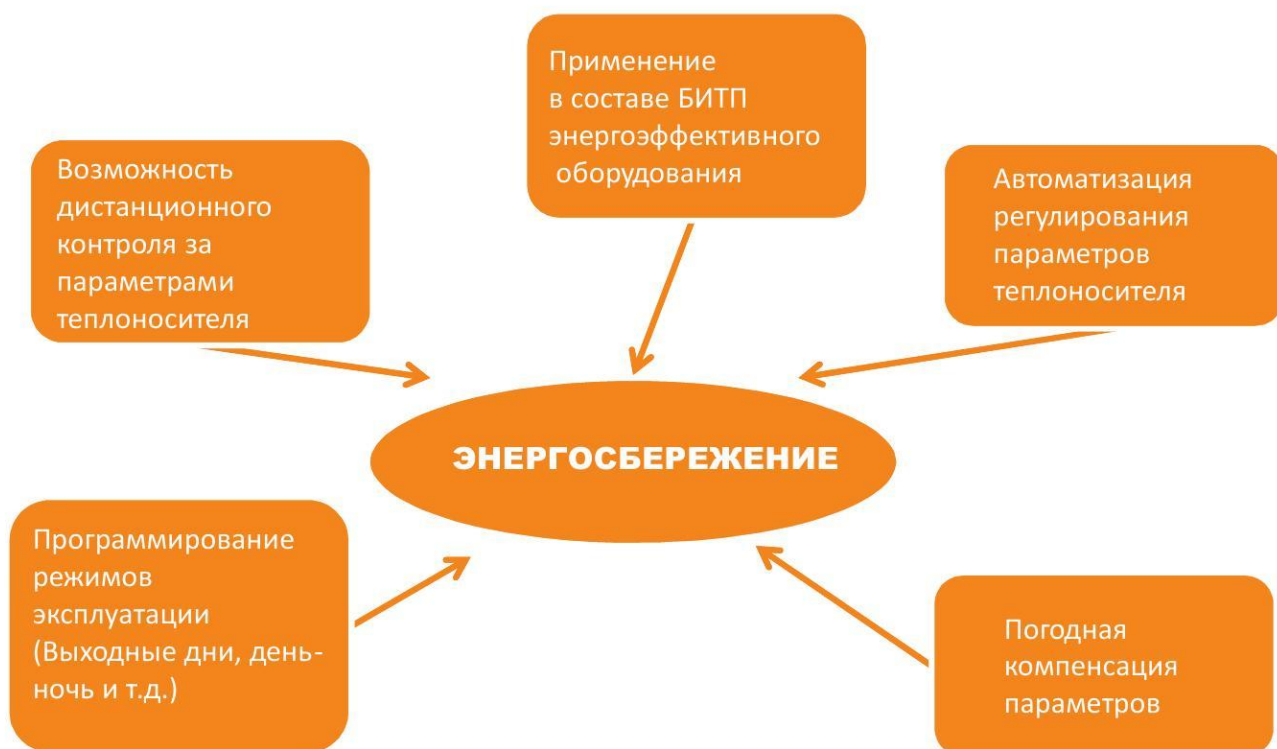 Применение
в составе БИТП
энергоэффективного
оборудования
Возможность
дистанционного
контроля за
параметрами
теплоносителя
Автоматизация
регулирования
параметров
теплоносителя
ЭНЕРГОСБЕРЕЖЕНИЕ
Программирование
режимов
эксплуатации
(Выходные дни, день-
ночь и т.д.)
Погодная
компенсация
параметров